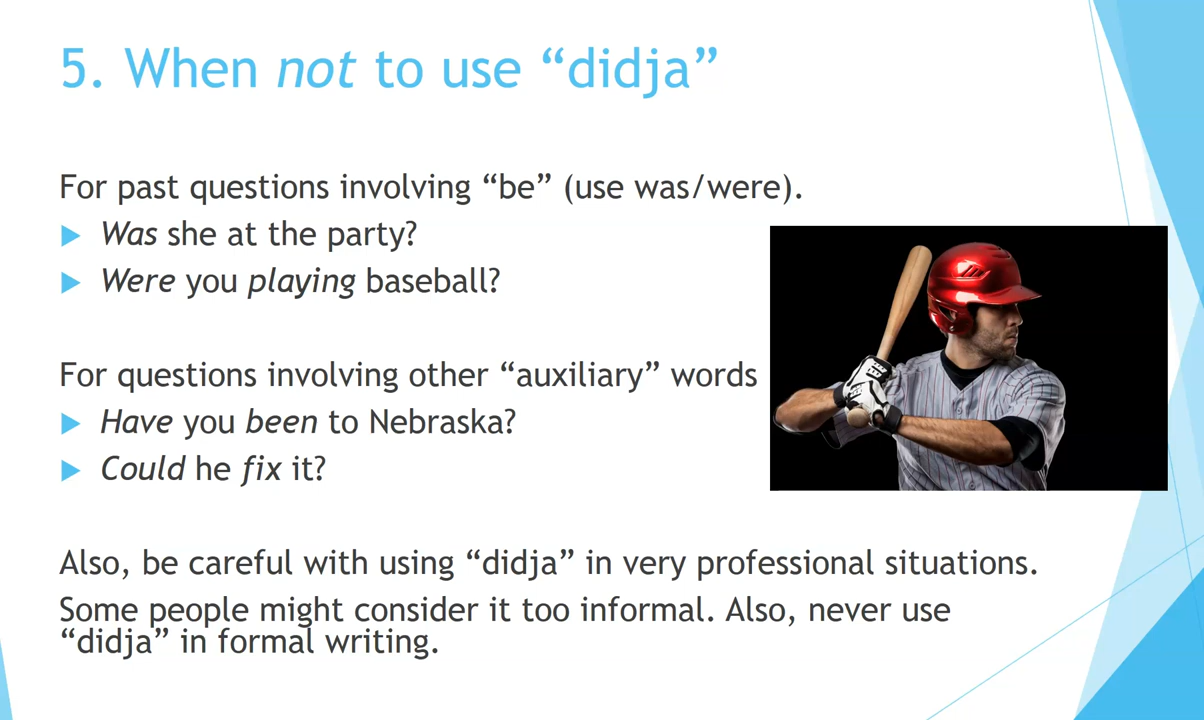 5. When not to use “didja”
For past questions involving “be” (use was/were).
Was she at the party?
Were you playing baseball?
For questions involving other “auxiliary” words
Have you been to Nebraska?
Could he fix it?
Also, be careful with using “didja” in very professional situations.
Some people might consider it too informal. Also, never use
“didja” in formal writing.